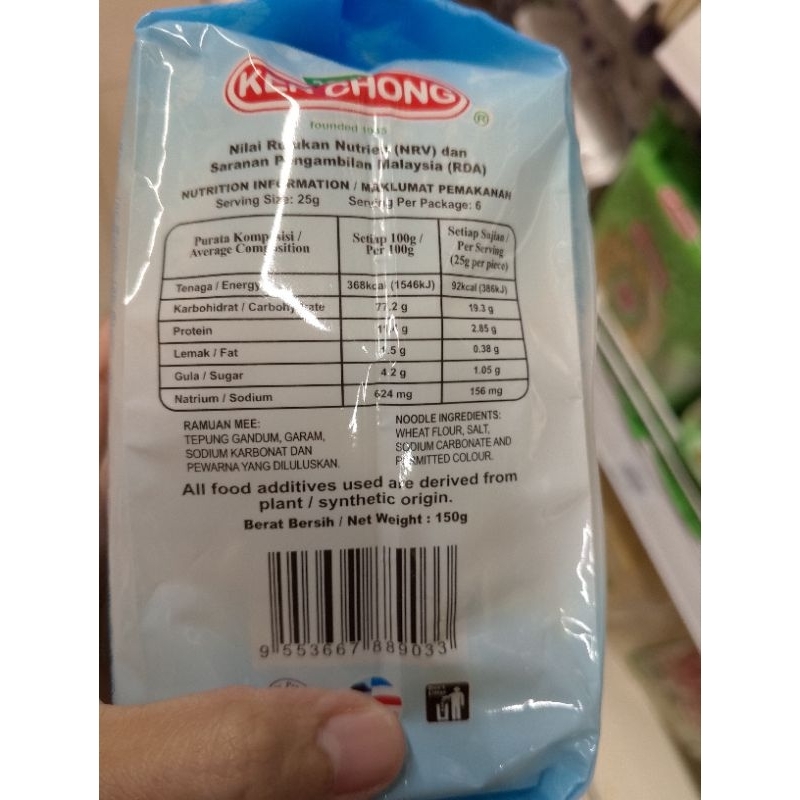 CHONG
®
founded
Nilai Rujukan Nutrien (NRV) dan
Saranan Pengambilan Malaysia (RDA)
NUTRITION INFORMATION / MAKLUMAT PEMAKANAN
Serving Size: 25g Serving Per Package: 6
Purata Komposisi / Average Composition
Setiap 100g / Per 100g
Setiap Sajian / Per Serving (25g per piece)
Tenaga / Energy 368kcal (1546kJ) 92kcal (386kJ)
Karbohidrat / Carbohydrate 77.2 g 19.3 g
Protein g 2.85 g
Lemak / Fat 1.5 g 0.38 g
Gula / Sugar 4.2 g 1.05 g
Natrium / Sodium 624 mg 156 mg
RAMUAN MEE:
TEPUNG GANDUM, GARAM,
SODIUM KARBONAT DAN
PEWARNA YANG DILULUSKAN.
NOODLE INGREDIENTS:
WHEAT FLOUR, SALT,
SODIUM CARBONATE AND
PERMITTED COLOUR.
All food additives used are derived from
plant / synthetic origin.
Berat Bersih / Net Weight : 150g
9 553667 889033